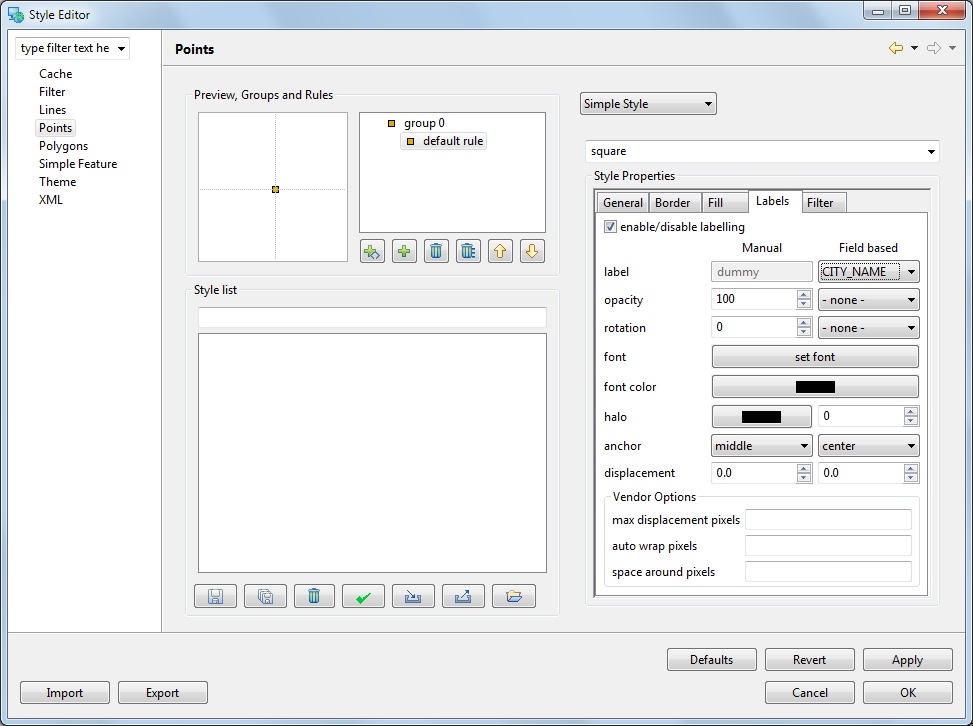 Style Editor
type filter text he
Cache
Filter
Lines
Points
Polygons
Simple Feature
Theme
XML
Points
Preview, Groups and Rules
group 0
default rule
Style list
Simple Style
square
Style Properties
General Border Fill Labels Filter
enable/disable labelling
Manual Field based
label dummy CITY_NAME
opacity 100 - none -
rotation 0 - none -
font set font
font color
halo 0
anchor middle center
displacement 0.0 0.0
Vendor Options
max displacement pixels
auto wrap pixels
space around pixels
Defaults Revert Apply
Import Export Cancel OK